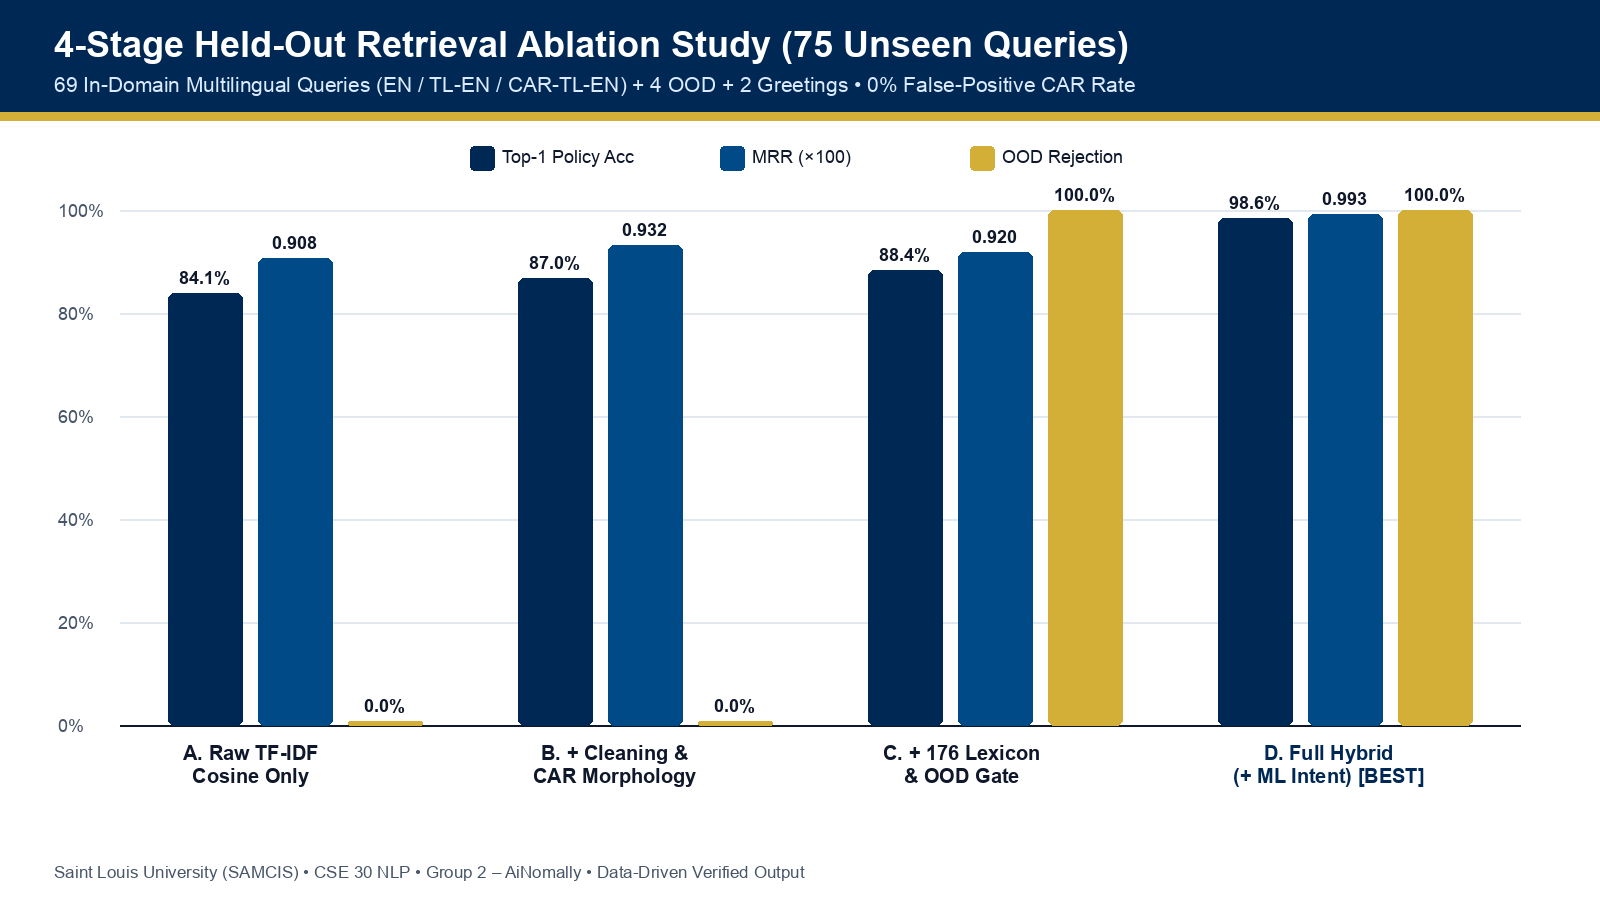 4-Stage Held-Out Retrieval Ablation Study (75 Unseen Queries)
69 In-Domain Multilingual Queries (EN / TL-EN / CAR-TL-EN) + 4 OOD + 2 Greetings • 0% False-Positive CAR Rate
Top-1 Policy Acc
MRR (×100)
OOD Rejection
100%
80%
60%
40%
20%
0%
84.1%
0.908
0.0%
87.0%
0.932
0.0%
88.4%
0.920
100.0%
98.6%
0.993
100.0%
A. Raw TF-IDF
Cosine Only
B. + Cleaning &
CAR Morphology
C. + 176 Lexicon
& OOD Gate
D. Full Hybrid
(+ ML Intent) [BEST]
Saint Louis University (SAMCIS) • CSE 30 NLP • Group 2 – AiNomally • Data-Driven Verified Output